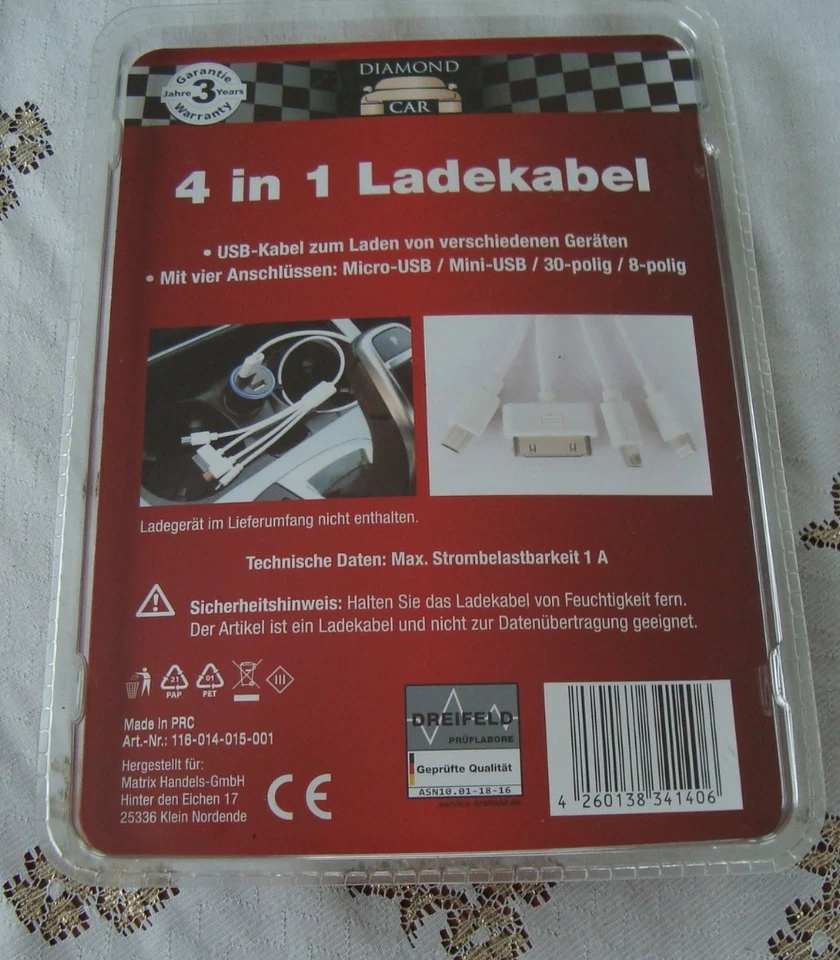 Garantie
Jahre 3 Years
Warranty
DIAMOND
CAR
4 in 1 Ladekabel
• USB-Kabel zum Laden von verschiedenen Geräten
• Mit vier Anschlüssen: Micro-USB / Mini-USB / 30-polig / 8-polig
Ladegerät im Lieferumfang nicht enthalten.
Technische Daten: Max. Strombelastbarkeit 1 A
Sicherheitshinweis: Halten Sie das Ladekabel von Feuchtigkeit fern.
Der Artikel ist ein Ladekabel und nicht zur Datenübertragung geeignet.
21
PAP
01
PET
III
Made in PRC
Art.-Nr.: 116-014-015-001
Hergestellt für:
Matrix Handels-GmbH
Hinter den Eichen 17
25336 Klein Nordende
CE
DREIFELD
PRÜFLABORE
Geprüfte Qualität
ASN10.01-18-16
service-dreifeld.de
4 260138 341406